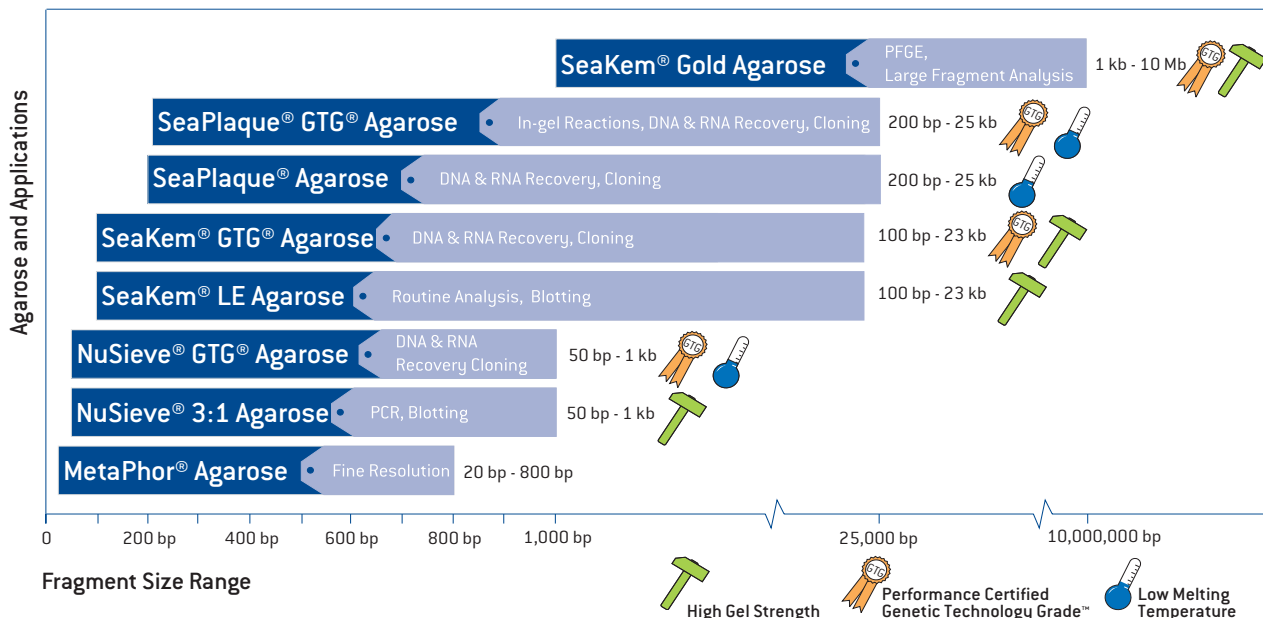 Agarose and Applications
SeaKem® Gold Agarose
PFGE,
Large Fragment Analysis
1 kb - 10 Mb
GTG
SeaPlaque® GTG® Agarose
In-gel Reactions, DNA & RNA Recovery, Cloning
200 bp - 25 kb
GTG
SeaPlaque® Agarose
DNA & RNA Recovery, Cloning
200 bp - 25 kb
SeaKem® GTG® Agarose
DNA & RNA Recovery, Cloning
100 bp - 23 kb
GTG
SeaKem® LE Agarose
Routine Analysis, Blotting
100 bp - 23 kb
NuSieve® GTG® Agarose
DNA & RNA
Recovery Cloning
50 bp - 1 kb
GTG
NuSieve® 3:1 Agarose
PCR, Blotting
50 bp - 1 kb
MetaPhor® Agarose
Fine Resolution
20 bp - 800 bp
0 200 bp 400 bp 600 bp 800 bp 1,000 bp 25,000 bp 10,000,000 bp
Fragment Size Range
High Gel Strength
GTG
Performance Certified
Genetic Technology Grade™
Low Melting
Temperature